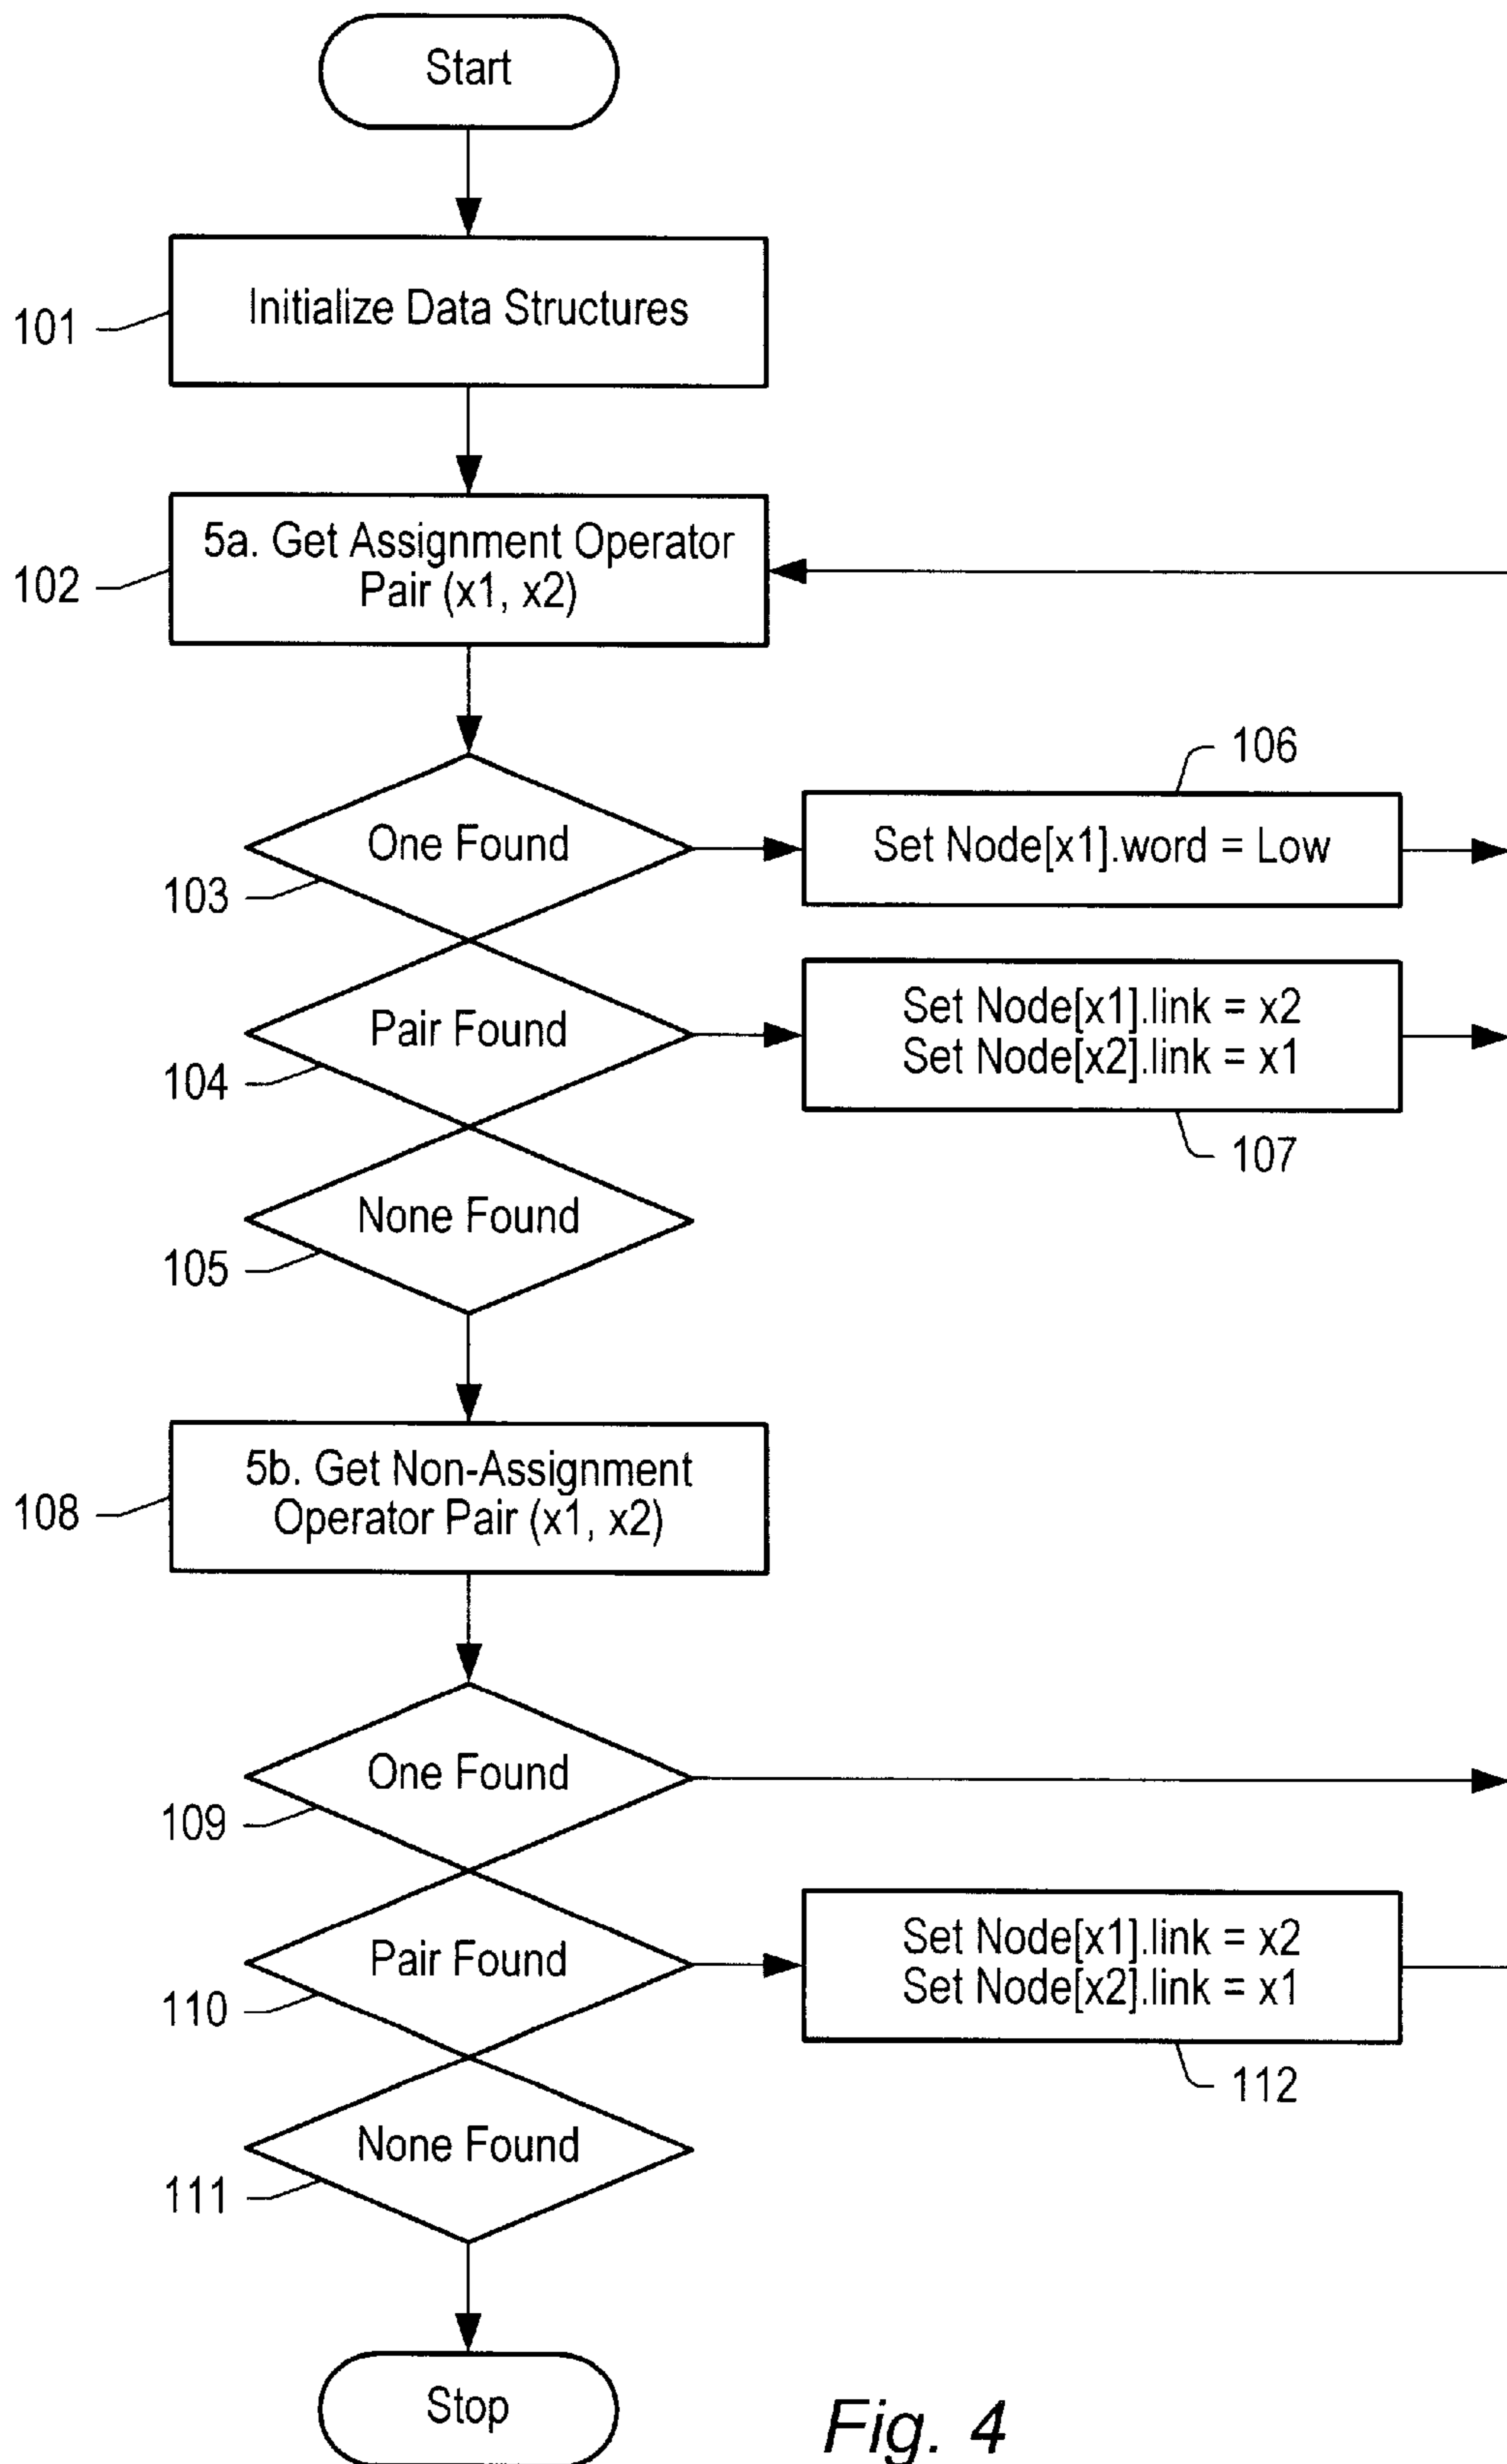 Start
101
Initialize Data Structures
102
5a. Get Assignment Operator
Pair (x1, x2)
103
One Found
106
Set Node[x1].word = Low
104
Pair Found
Set Node[x1].link = x2
Set Node[x2].link = x1
107
105
None Found
108
5b. Get Non-Assignment
Operator Pair (x1, x2)
109
One Found
110
Pair Found
Set Node[x1].link = x2
Set Node[x2].link = x1
112
111
None Found
Stop
Fig. 4